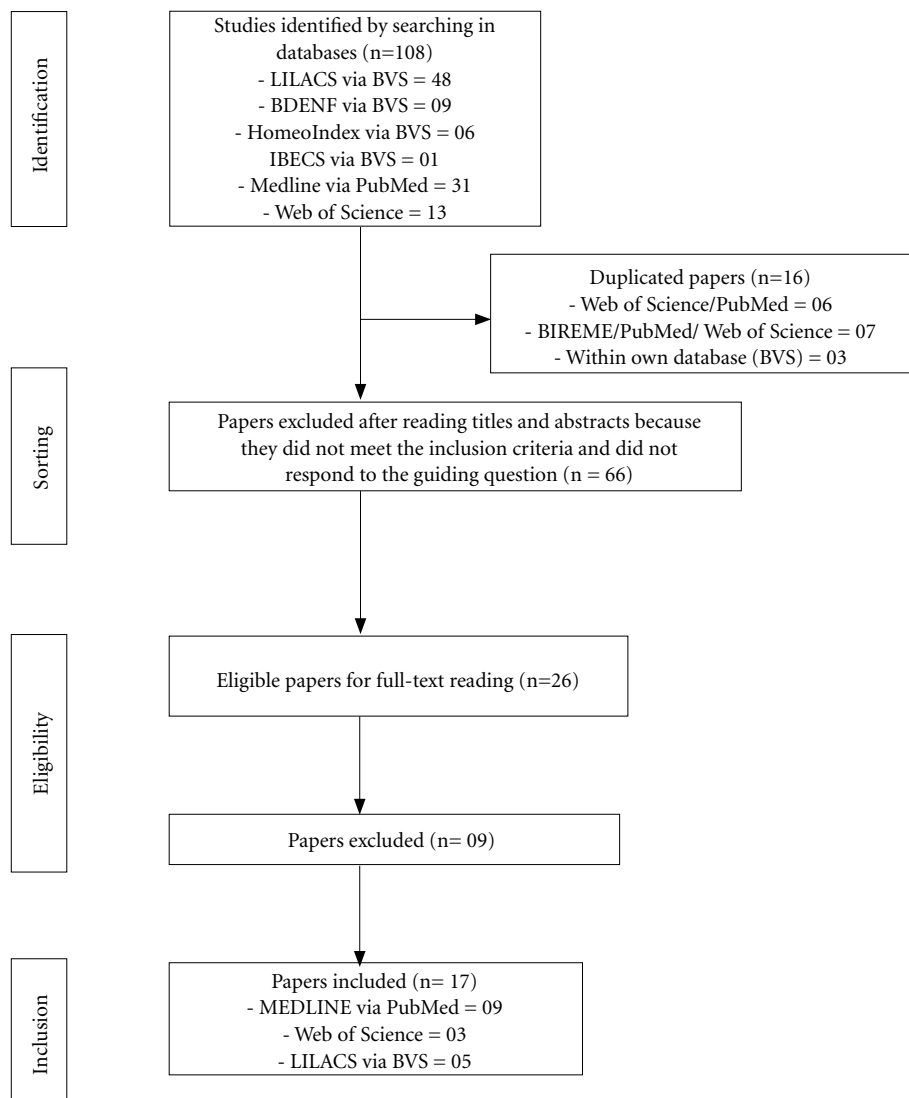 Identification
Studies identified by searching in
databases (n=108)
- LILACS via BVS = 48
- BDENF via BVS = 09
- HomeoIndex via BVS = 06
IBECS via BVS = 01
- Medline via PubMed = 31
- Web of Science = 13
Duplicated papers (n=16)
- Web of Science/PubMed = 06
- BIREME/PubMed/ Web of Science = 07
- Within own database (BVS) = 03
Sorting
Papers excluded after reading titles and abstracts because
they did not meet the inclusion criteria and did not
respond to the guiding question (n = 66)
Eligibility
Eligible papers for full-text reading (n=26)
Papers excluded (n= 09)
Inclusion
Papers included (n= 17)
- MEDLINE via PubMed = 09
- Web of Science = 03
- LILACS via BVS = 05